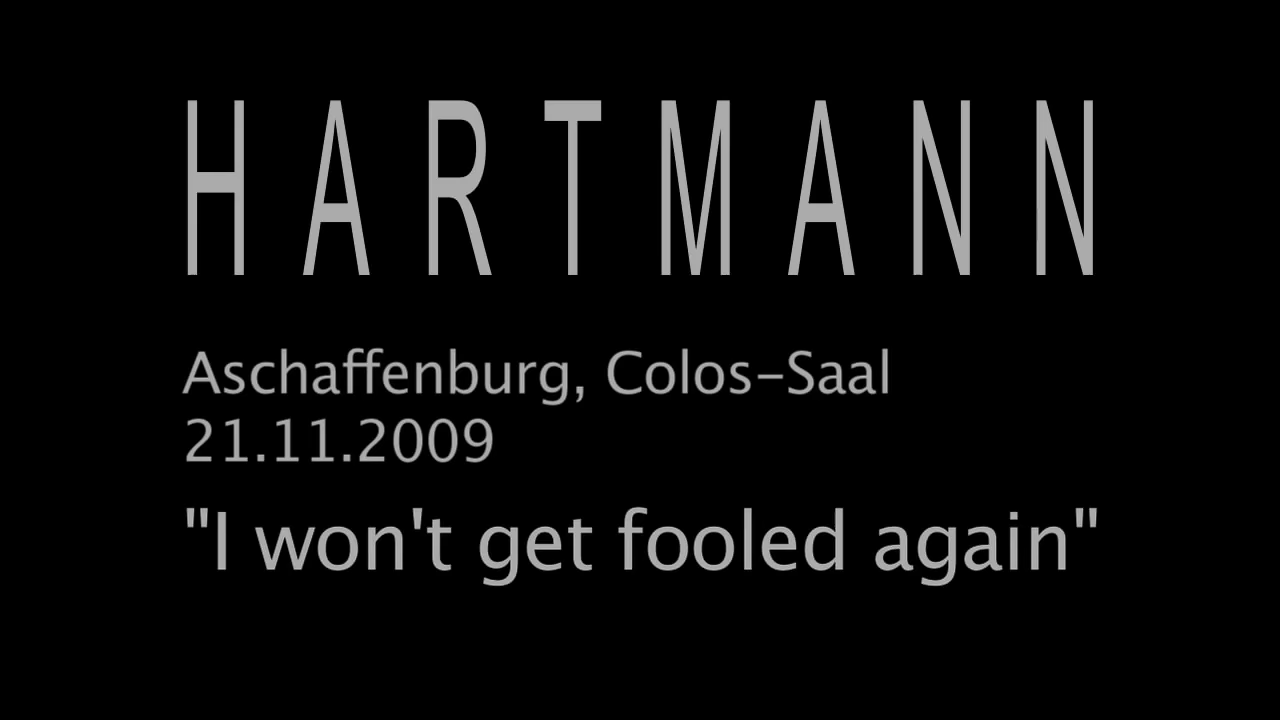 HARTMANN
Aschaffenburg, Colos-Saal
21.11.2009
"I won't get fooled again"